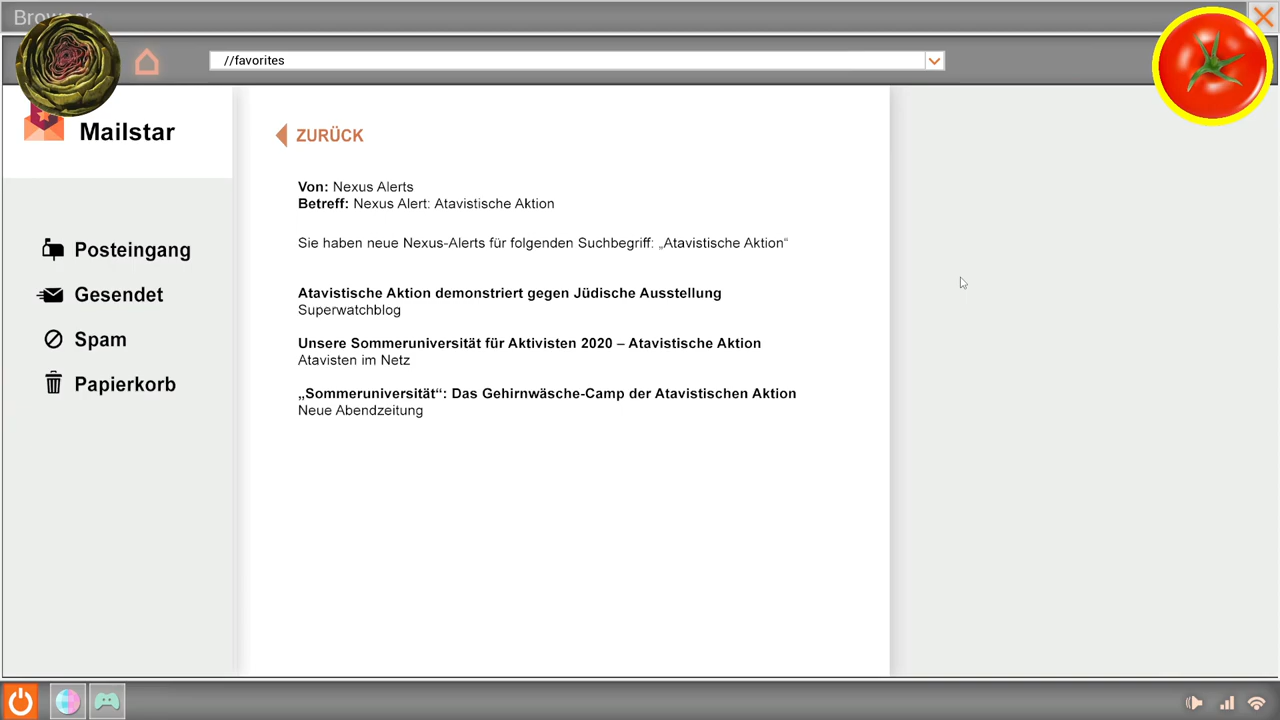 Browser
//favorites
Mailstar
ZURÜCK
Von: Nexus Alerts
Betreff: Nexus Alert: Atavistische Aktion
Sie haben neue Nexus-Alerts für folgenden Suchbegriff: „Atavistische Aktion“
Atavistische Aktion demonstriert gegen Jüdische Ausstellung
Superwatchblog
Unsere Sommeruniversität für Aktivisten 2020 – Atavistische Aktion
Atavisten im Netz
„Sommeruniversität“: Das Gehirnwäsche-Camp der Atavistischen Aktion
Neue Abendzeitung
Posteingang
Gesendet
Spam
Papierkorb